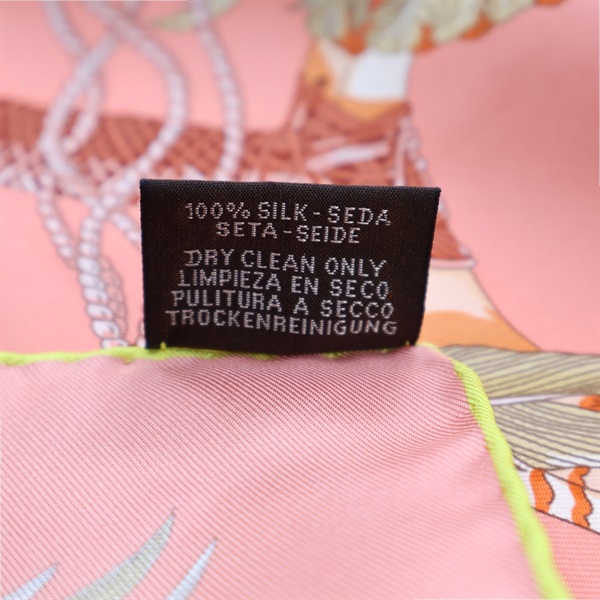 100% SILK - SEDA
SETA - SEIDE
DRY CLEAN ONLY
LIMPIEZA EN SECO
PULITURA A SECCO
TROCKENREINIGUNG